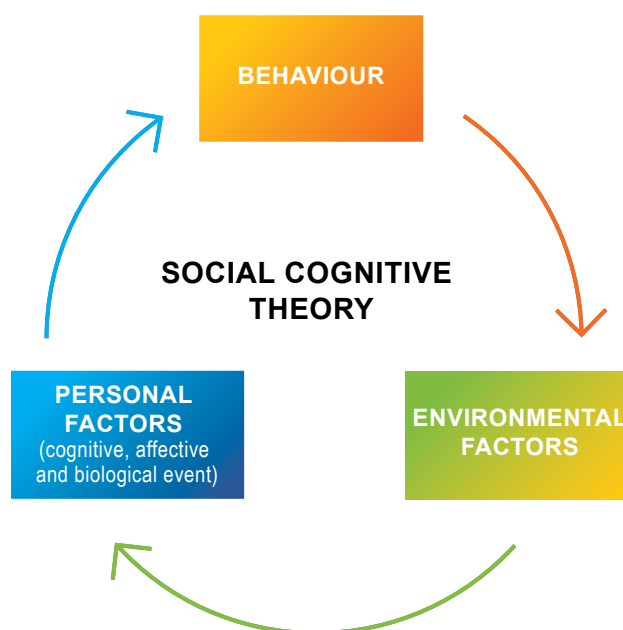 BEHAVIOUR
SOCIAL COGNITIVE
THEORY
PERSONAL
FACTORS
(cognitive, affective
and biological event)
ENVIRONMENTAL
FACTORS